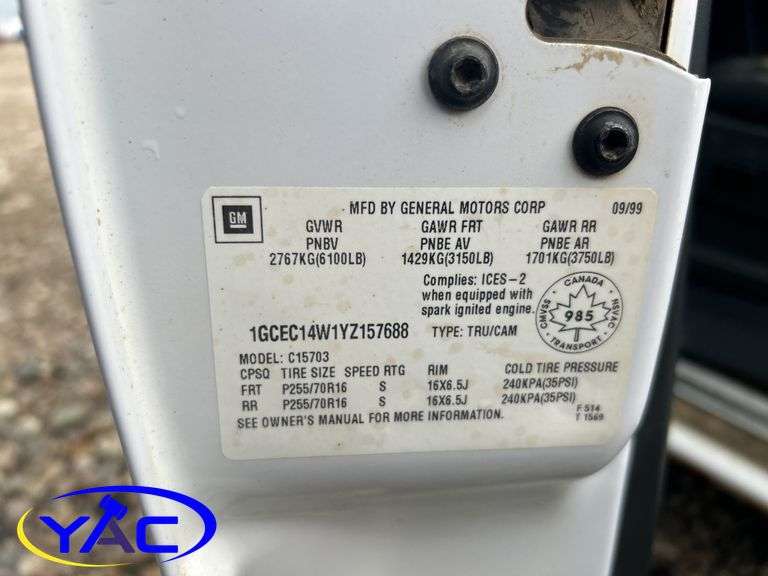 GM
MFD BY GENERAL MOTORS CORP 09/99
GVWR GAWR FRT GAWR RR
PNBV PNBE AV PNBE AR
2767KG(6100LB) 1429KG(3150LB) 1701KG(3750LB)
Complies: ICES-2
when equipped with
spark ignited engine.
CANADA
CMVSS 985 NSVAC
TRANSPORT
1GCEC14W1YZ157688 TYPE: TRU/CAM
MODEL: C15703
CPSQ TIRE SIZE SPEED RTG RIM COLD TIRE PRESSURE
FRT P255/70R16 S 16X6.5J 240KPA(35PSI)
RR P255/70R16 S 16X6.5J 240KPA(35PSI)
SEE OWNER'S MANUAL FOR MORE INFORMATION.
F 514
T 1569
YAC